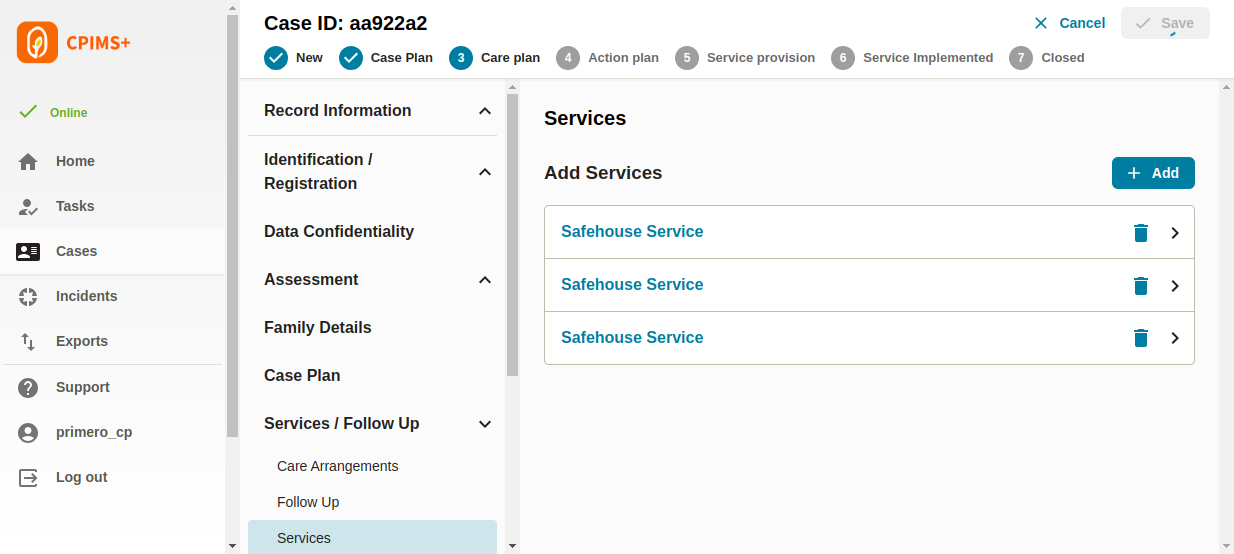 CPIMS+
Online
Home
Tasks
Cases
Incidents
Exports
Support
primero_cp
Log out
Case ID: aa922a2
Cancel
Save
New
Case Plan
3 Care plan
4 Action plan
5 Service provision
6 Service Implemented
7 Closed
Record Information
Identification /
Registration
Data Confidentiality
Assessment
Family Details
Case Plan
Services / Follow Up
Care Arrangements
Follow Up
Services
Services
Add Services
Add
Safehouse Service
Safehouse Service
Safehouse Service